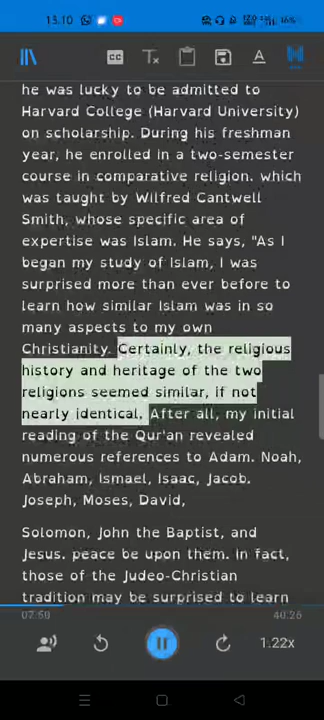 13.10
16%
CC
A
he was lucky to be admitted to
Harvard College (Harvard University)
on scholarship. During his freshman
year, he enrolled in a two-semester
course in comparative religion. which
was taught by Wilfred Cantwell
Smith, whose specific area of
expertise was Islam. He says, "As I
began my study of Islam, I was
surprised more than ever before to
learn how similar Islam was in so
many aspects to my own
Christianity. Certainly, the religious
history and heritage of the two
religions seemed similar, if not
nearly identical. After all, my initial
reading of the Qur'an revealed
numerous references to Adam. Noah,
Abraham, Ismael, Isaac, Jacob.
Joseph, Moses, David,
Solomon, John the Baptist, and
Jesus. peace be upon them. In fact,
those of the Judeo-Christian
tradition may be surprised to learn
07:50
40:26
1.22x